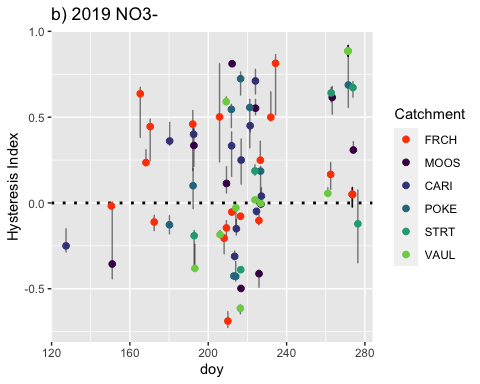 b) 2019 NO3-
1.0
0.5
0.0
-0.5
Hysteresis Index
120 160 200 240 280
doy
Catchment
FRCH
MOOS
CARI
POKE
STRT
VAUL